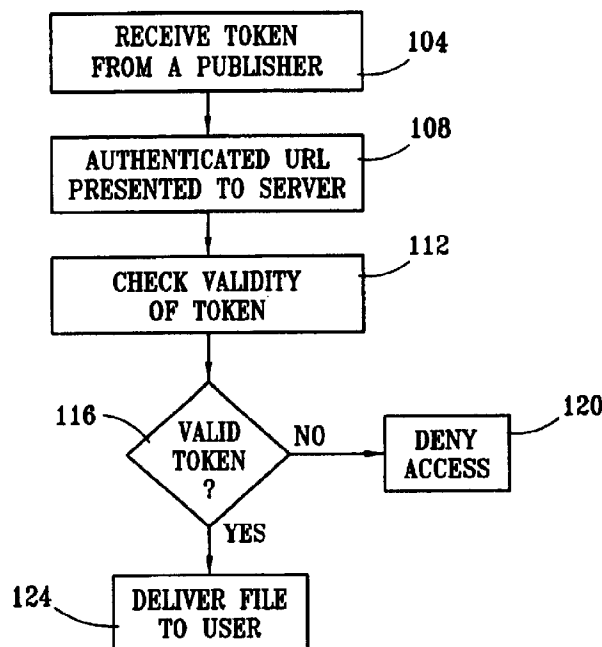 RECEIVE TOKEN
FROM A PUBLISHER
104
108
AUTHENTICATED URL
PRESENTED TO SERVER
112
CHECK VALIDITY
OF TOKEN
116
VALID
TOKEN
?
NO
120
DENY
ACCESS
YES
124
DELIVER FILE
TO USER